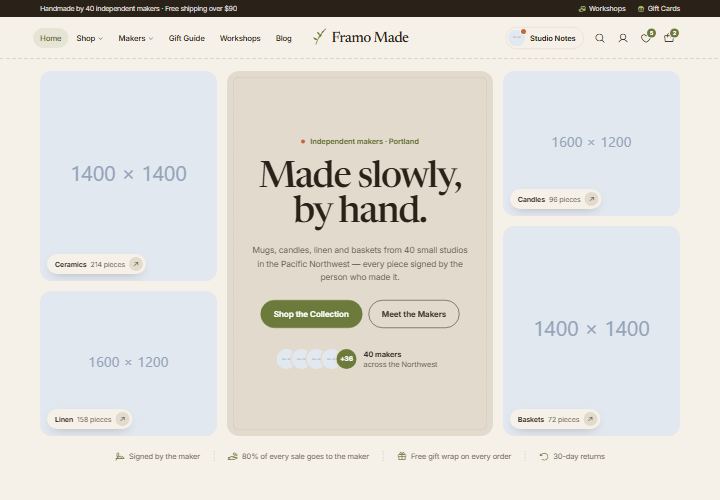 Handmade by 40 independent makers · Free shipping over $90
Workshops
Gift Cards
Home
Shop
Makers
Gift Guide
Workshops
Blog
Framo Made
Studio Notes
5
2
1400 × 1400
Ceramics 214 pieces
1600 × 1200
Linen 158 pieces
Independent makers · Portland
Made slowly,
by hand.
Mugs, candles, linen and baskets from 40 small studios
in the Pacific Northwest — every piece signed by the
person who made it.
Shop the Collection
Meet the Makers
+36
40 makers
across the Northwest
1600 × 1200
Candles 96 pieces
1400 × 1400
Baskets 72 pieces
Signed by the maker
80% of every sale goes to the maker
Free gift wrap on every order
30-day returns